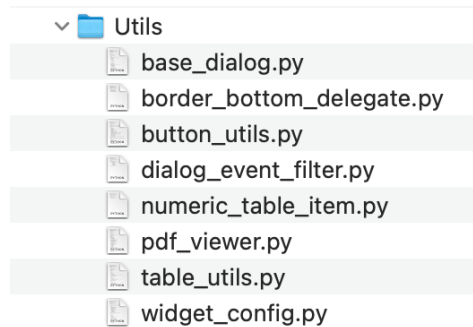 Utils
base_dialog.py
border_bottom_delegate.py
button_utils.py
dialog_event_filter.py
numeric_table_item.py
pdf_viewer.py
table_utils.py
widget_config.py